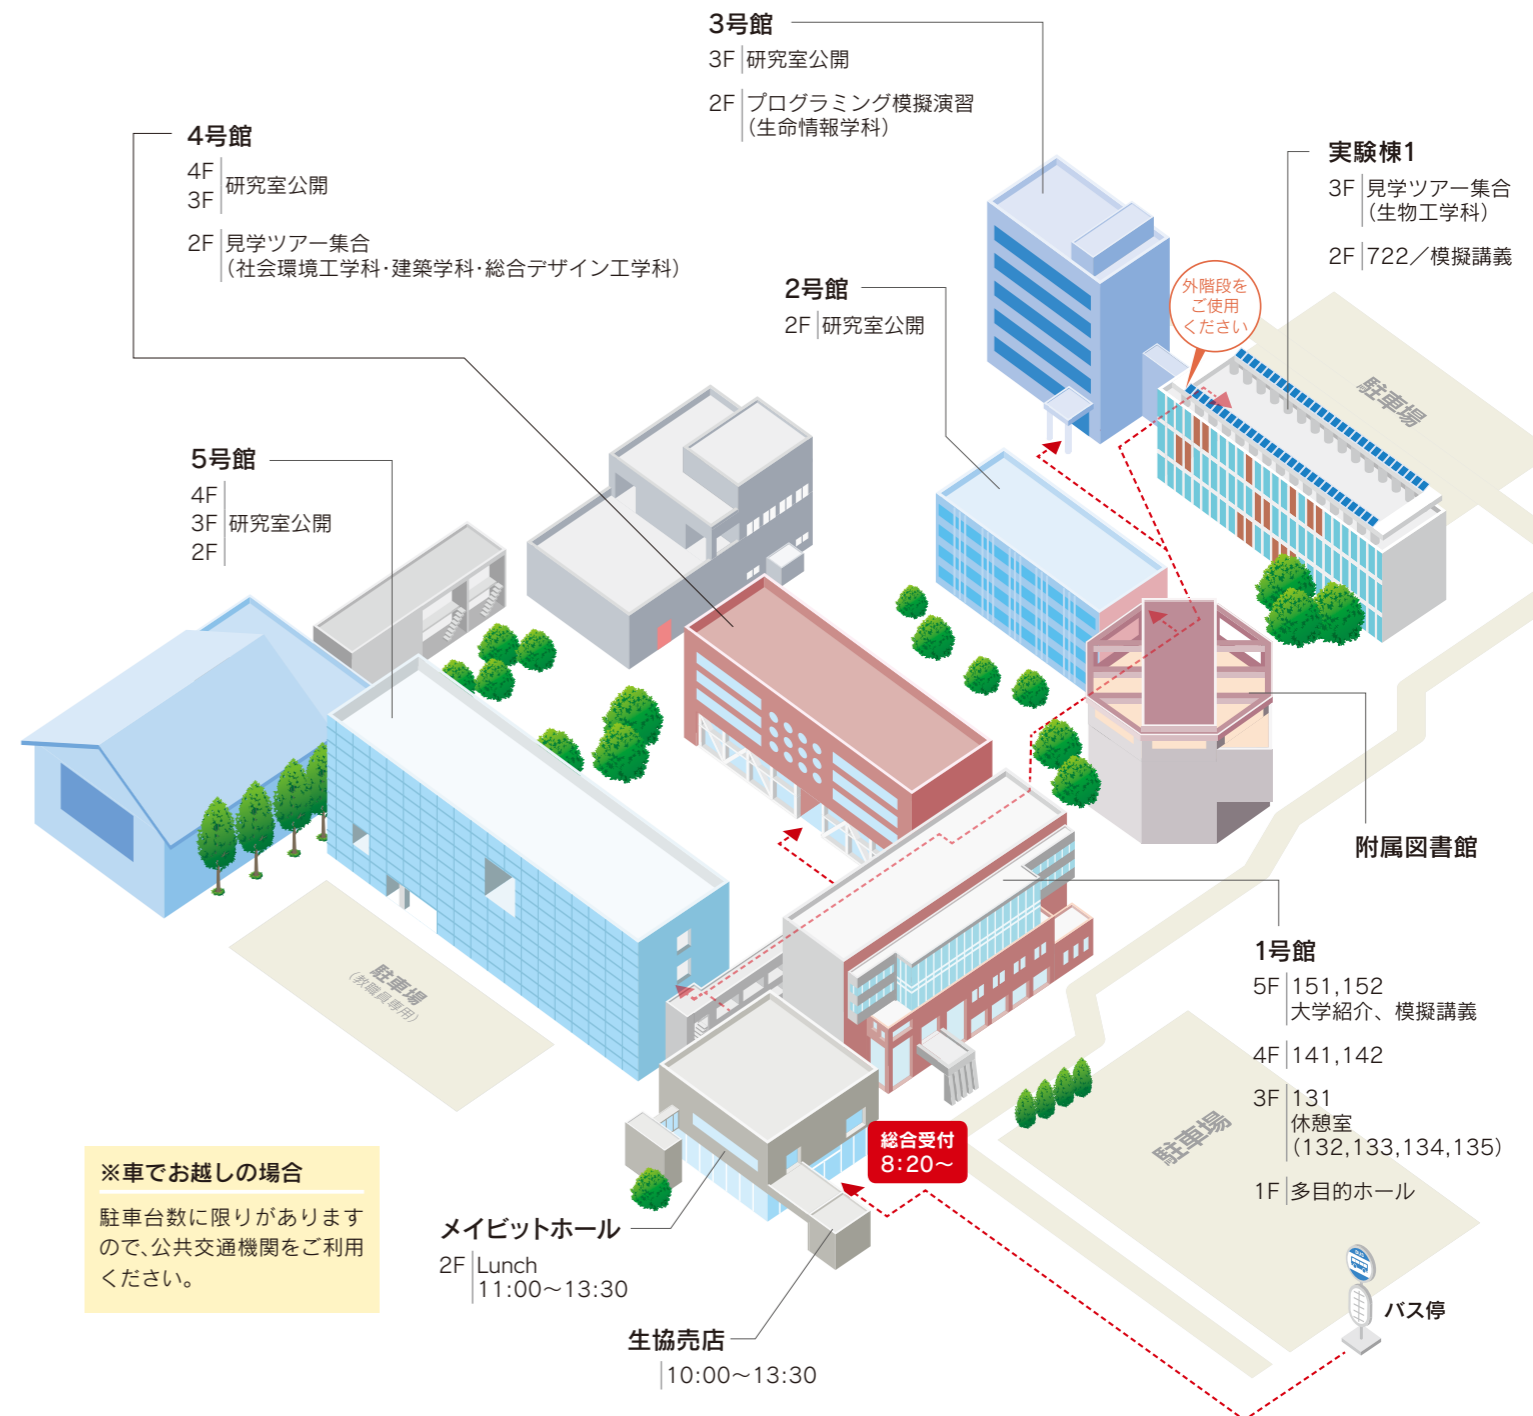 3号館
3F 研究室公開
2F プログラミング模擬演習
(生命情報学科)
4号館
4F
3F
研究室公開
2F 見学ツアー集合
(社会環境工学科・建築学科・総合デザイン工学科)
実験棟1
3F 見学ツアー集合
(生物工学科)
2F 722／模擬講義
外階段を
ご使用
ください
2号館
2F 研究室公開
駐車場
5号館
4F
3F 研究室公開
2F
附属図書館
1号館
5F 151,152
大学紹介、模擬講義
4F 141,142
3F 131
休憩室
(132,133,134,135)
1F 多目的ホール
駐車場
(教職員専用)
駐車場
総合受付
8:20～
※車でお越しの場合
駐車台数に限りがあります
ので、公共交通機関をご利用
ください。
メイビットホール
2F Lunch
11:00～13:30
生協売店
10:00～13:30
バス停